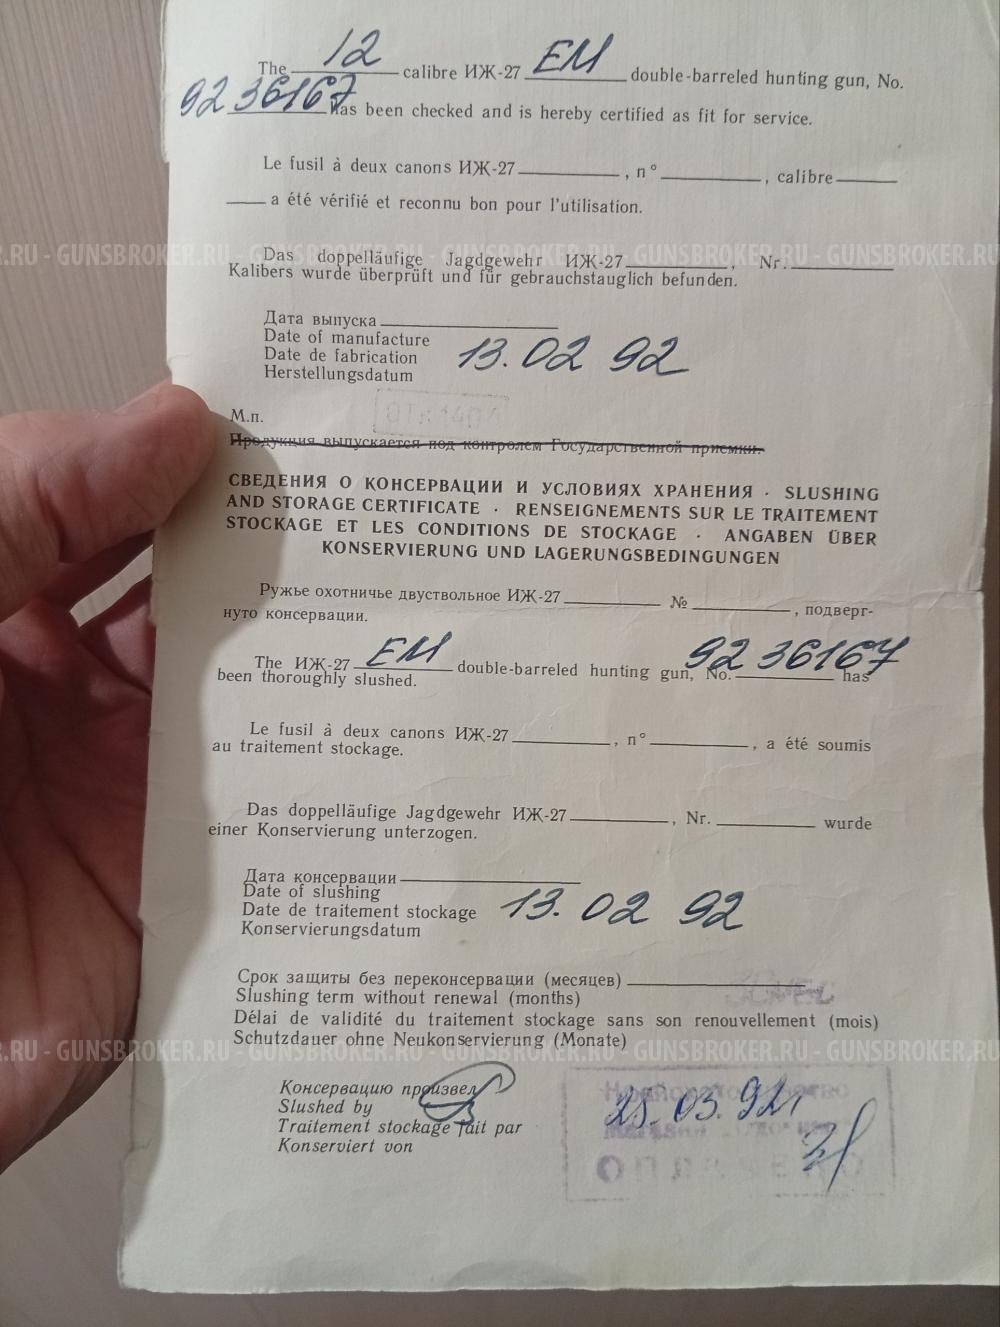 The 12 calibre ИЖ-27 ЕМ double-barreled hunting gun, No.
9236167 has been checked and is hereby certified as fit for service.
Le fusil à deux canons ИЖ-27 , n° , calibre
a été vérifié et reconnu bon pour l'utilisation.
.RU - GUNSBROKER.RU - GUNSBROKER.RU - GUNSBROKER.RU - GUNSBROKER.RU - GUNSBROKER.RU
Das doppelläufige Jagdgewehr ИЖ-27 , Nr.
Kalibers wurde überprüft und für gebrauchstauglich befunden.
Дата выпуска
Date of manufacture
Date de fabrication 13.02 92
Herstellungsdatum
М.п.
Продукция выпускается под контролем Государственной приемки.
СВЕДЕНИЯ О КОНСЕРВАЦИИ И УСЛОВИЯХ ХРАНЕНИЯ · SLUSHING
AND STORAGE CERTIFICATE · RENSEIGNEMENTS SUR LE TRAITEMENT
STOCKAGE ET LES CONDITIONS DE STOCKAGE · ANGABEN ÜBER
KONSERVIERUNG UND LAGERUNGSBEDINGUNGEN
Ружье охотничье двуствольное ИЖ-27 № , подверг-
нуто консервации.
The ИЖ-27 ЕМ double-barreled hunting gun, No. 9236167 has
been thoroughly slushed.
Le fusil à deux canons ИЖ-27 , n° , a été soumis
au traitement stockage.
Das doppelläufige Jagdgewehr ИЖ-27 , Nr. wurde
einer Konservierung unterzogen.
Дата консервации
Date of slushing
Date de traitement stockage 13.02 92
Konservierungsdatum
Срок защиты без переконсервации (месяцев)
Slushing term without renewal (months)
Délai de validité du traitement stockage sans son renouvellement (mois)
Schutzdauer ohne Neukonservierung (Monate)
.RU - GUNSBROKER.RU - GUNSBROKER.RU - GUNSBROKER.RU - GUNSBROKER.RU - GUNSBROKER.RU
Консервацию произвел
Slushed by 25.03.92г
Traitement stockage fait par
Konserviert von